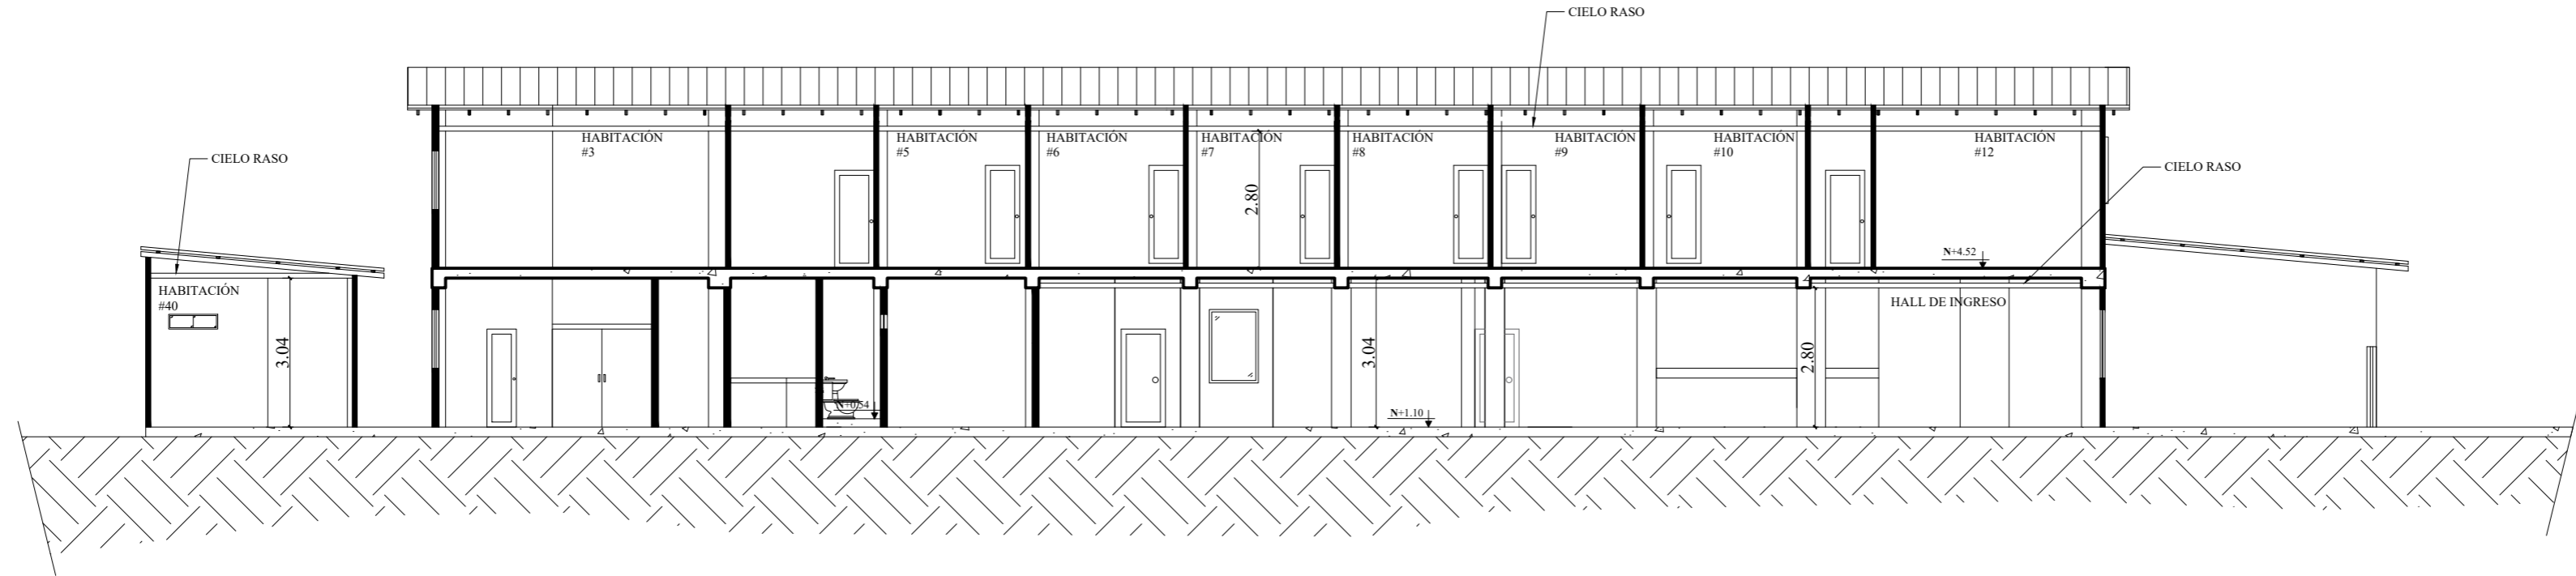 CIELO RASO
HABITACIÓN
#3
HABITACIÓN
#5
HABITACIÓN
#6
HABITACIÓN
#7
HABITACIÓN
#8
HABITACIÓN
#9
HABITACIÓN
#10
HABITACIÓN
#12
CIELO RASO
CIELO RASO
2.80
N+4.52
HABITACIÓN
#40
HALL DE INGRESO
3.04
3.04
2.80
N+0.54
N+1.10